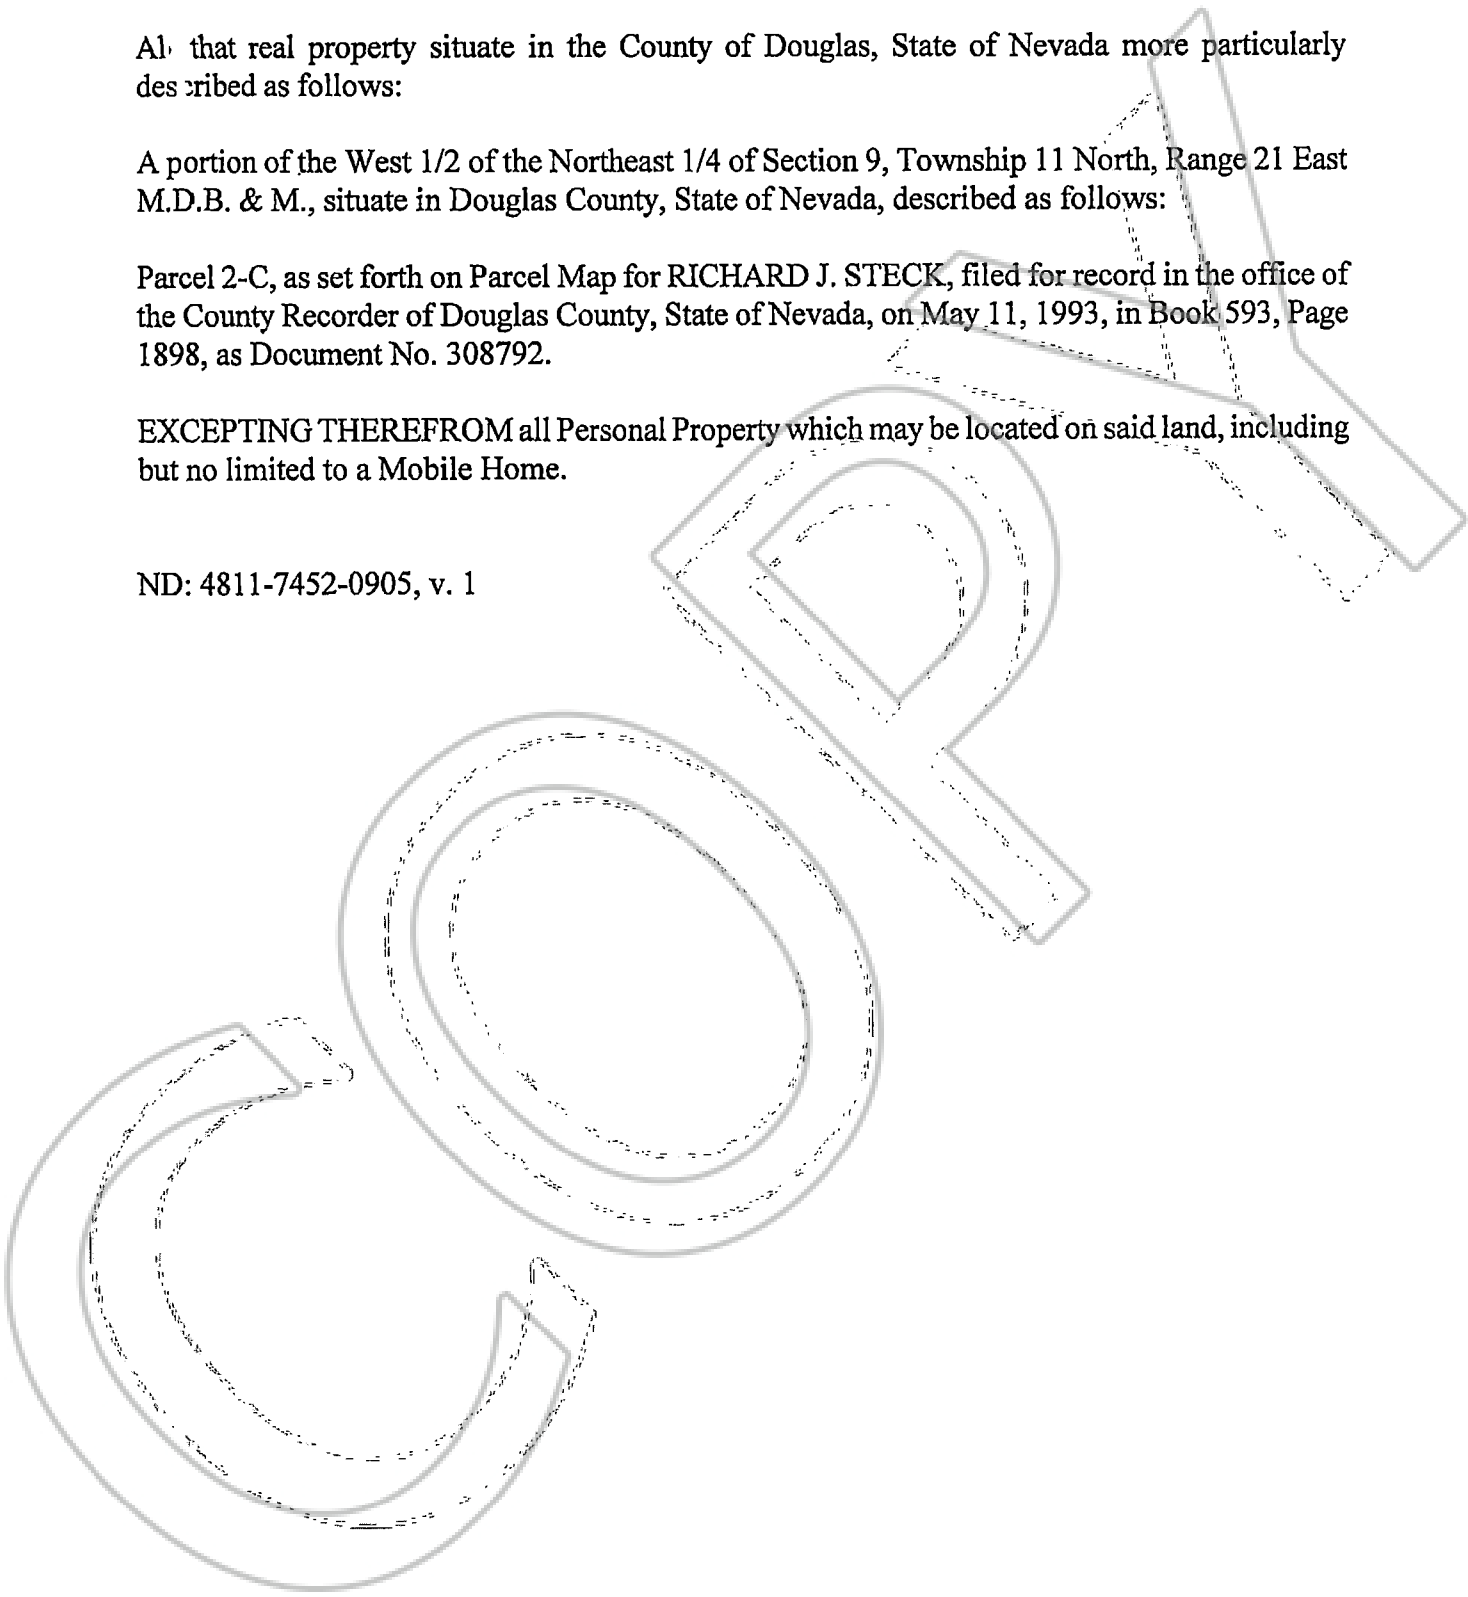 All that real property situate in the County of Douglas, State of Nevada more particularly
described as follows:
A portion of the West 1/2 of the Northeast 1/4 of Section 9, Township 11 North, Range 21 East
M.D.B. & M., situate in Douglas County, State of Nevada, described as follows:
Parcel 2-C, as set forth on Parcel Map for RICHARD J. STECK, filed for record in the office of
the County Recorder of Douglas County, State of Nevada, on May 11, 1993, in Book 593, Page
1898, as Document No. 308792.
EXCEPTING THEREFROM all Personal Property which may be located on said land, including
but no limited to a Mobile Home.
ND: 4811-7452-0905, v. 1
COPY